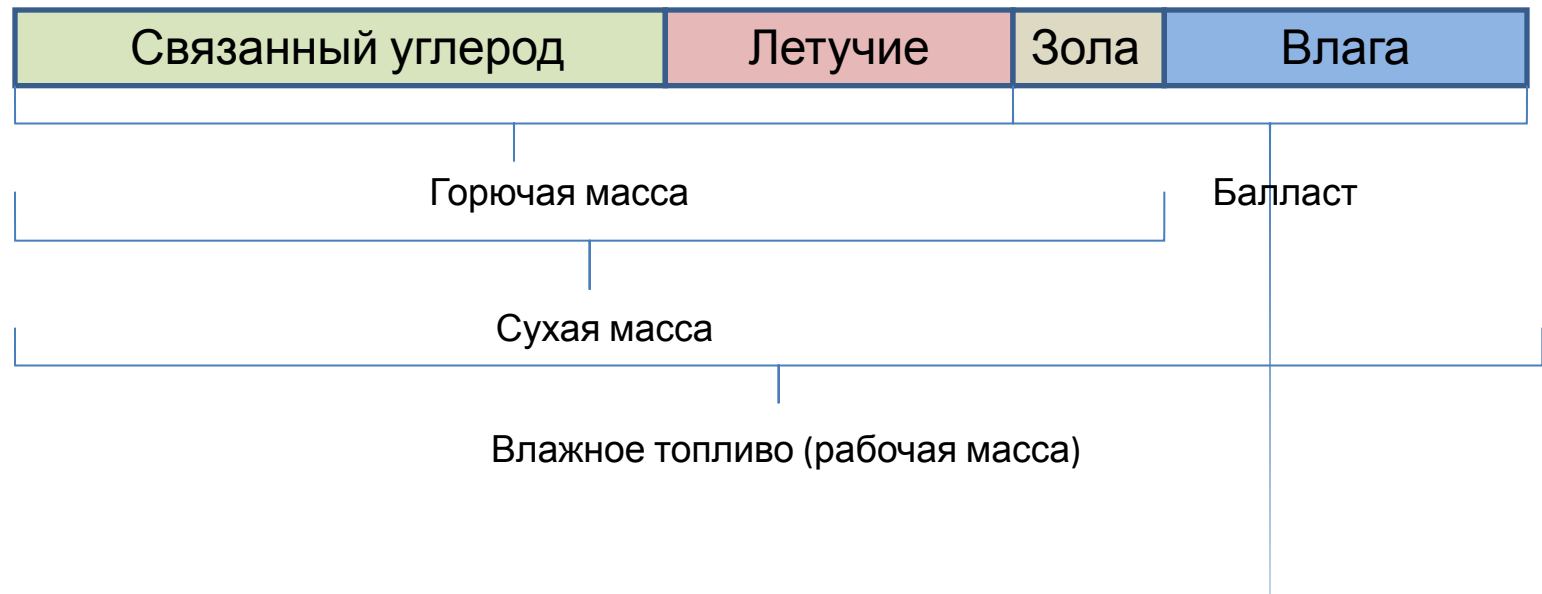 Связанный углерод Летучие Зола Влага
Горючая масса Балласт
Сухая масса
Влажное топливо (рабочая масса)